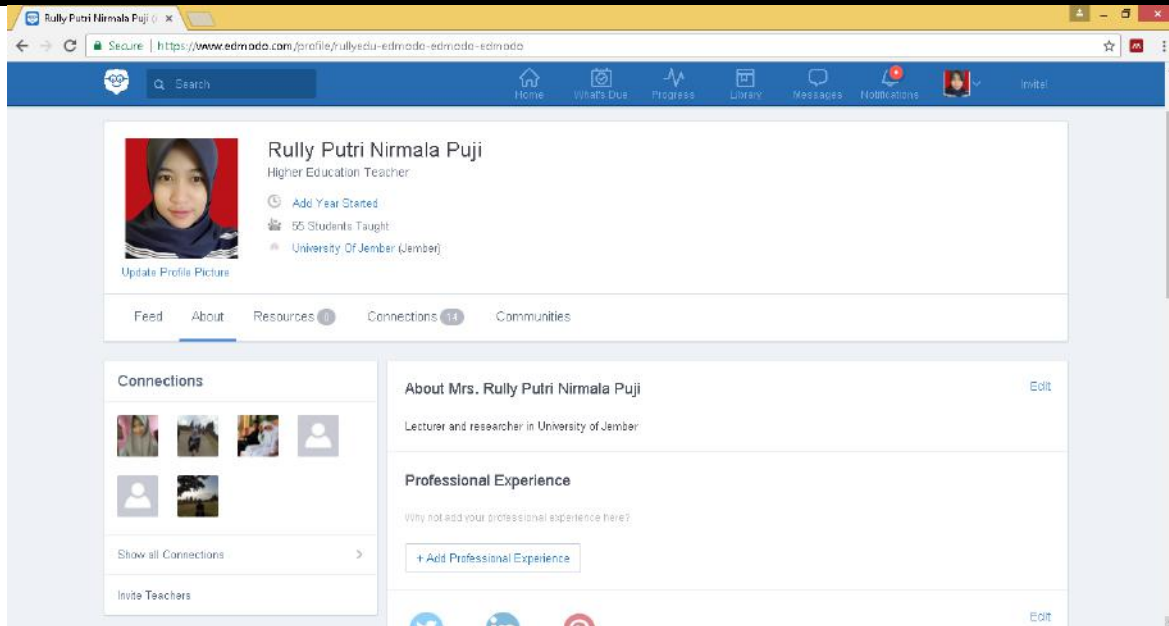 Rully Putri Nirmala Puji
Secure | https://www.edmodo.com/profile/rullyedu-edmodo-edmodo-edmodo
Search
Home
What's Due
Progress
Library
Messages
Notifications
Invite!
Rully Putri Nirmala Puji
Higher Education Teacher
Add Year Started
55 Students Taught
University Of Jember (Jember)
Update Profile Picture
Feed About Resources 0 Connections 14 Communities
Connections
Show all Connections
Invite Teachers
About Mrs. Rully Putri Nirmala Puji Edit
Lecturer and researcher in University of Jember
Professional Experience
Why not add your professional experience here?
+ Add Professional Experience
Edit